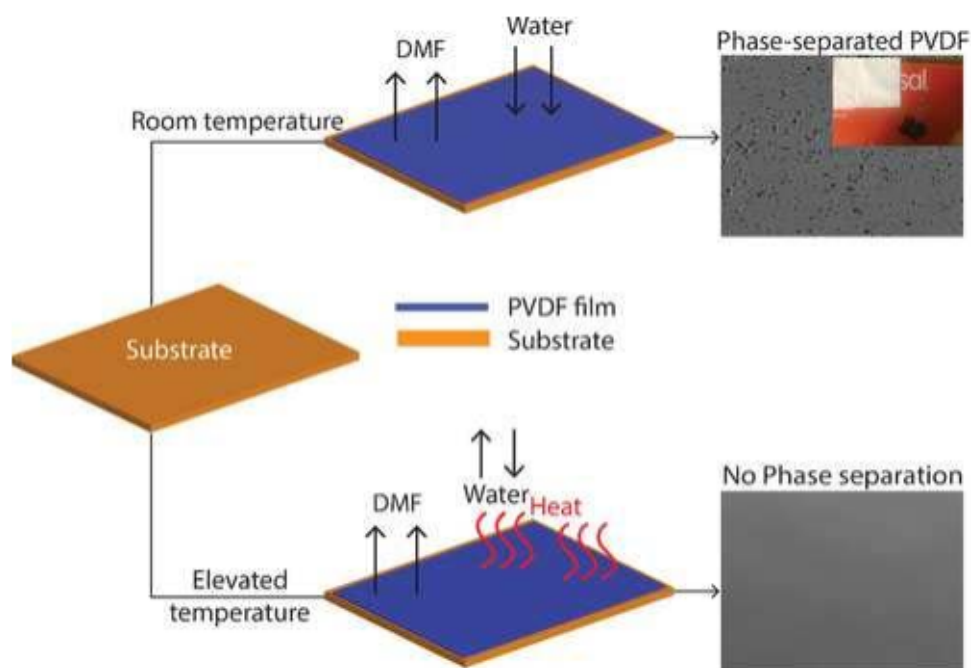 DMF
Water
Phase-separated PVDF
sal
Room temperature
PVDF film
Substrate
Substrate
Water
No Phase separation
DMF
Heat
Elevated
temperature